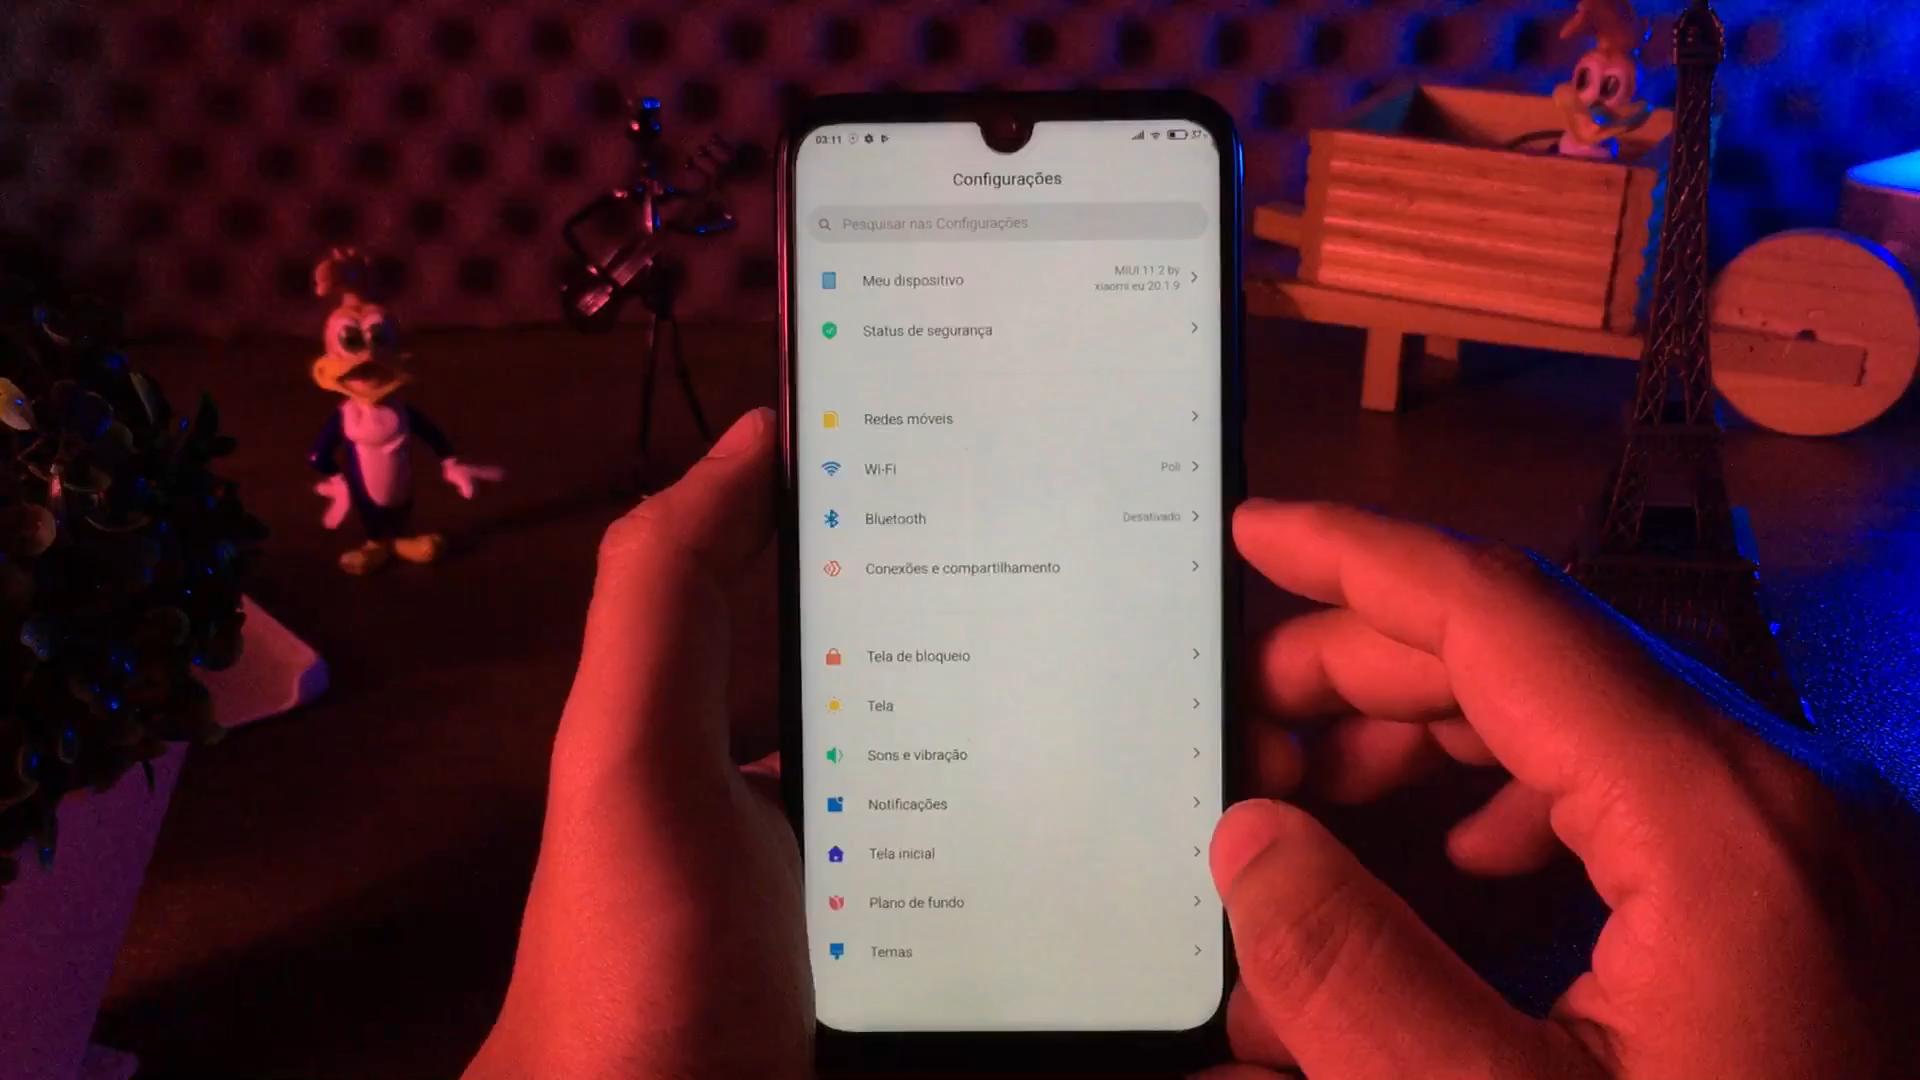 03:11
37
Configurações
Pesquisar nas Configurações
Meu dispositivo
MIUI 11.2 by
xiaomi.eu 20.1.9
Status de segurança
Redes móveis
Wi-Fi
Poli
Bluetooth
Desativado
Conexões e compartilhamento
Tela de bloqueio
Tela
Sons e vibração
Notificações
Tela inicial
Plano de fundo
Temas